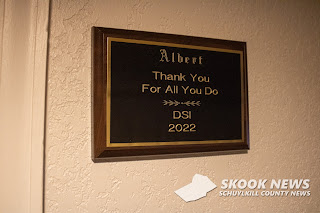 Albert
Thank You
For All You Do
DSI
2022
SKOOK NEWS
SCHUYLKILL COUNTY NEWS